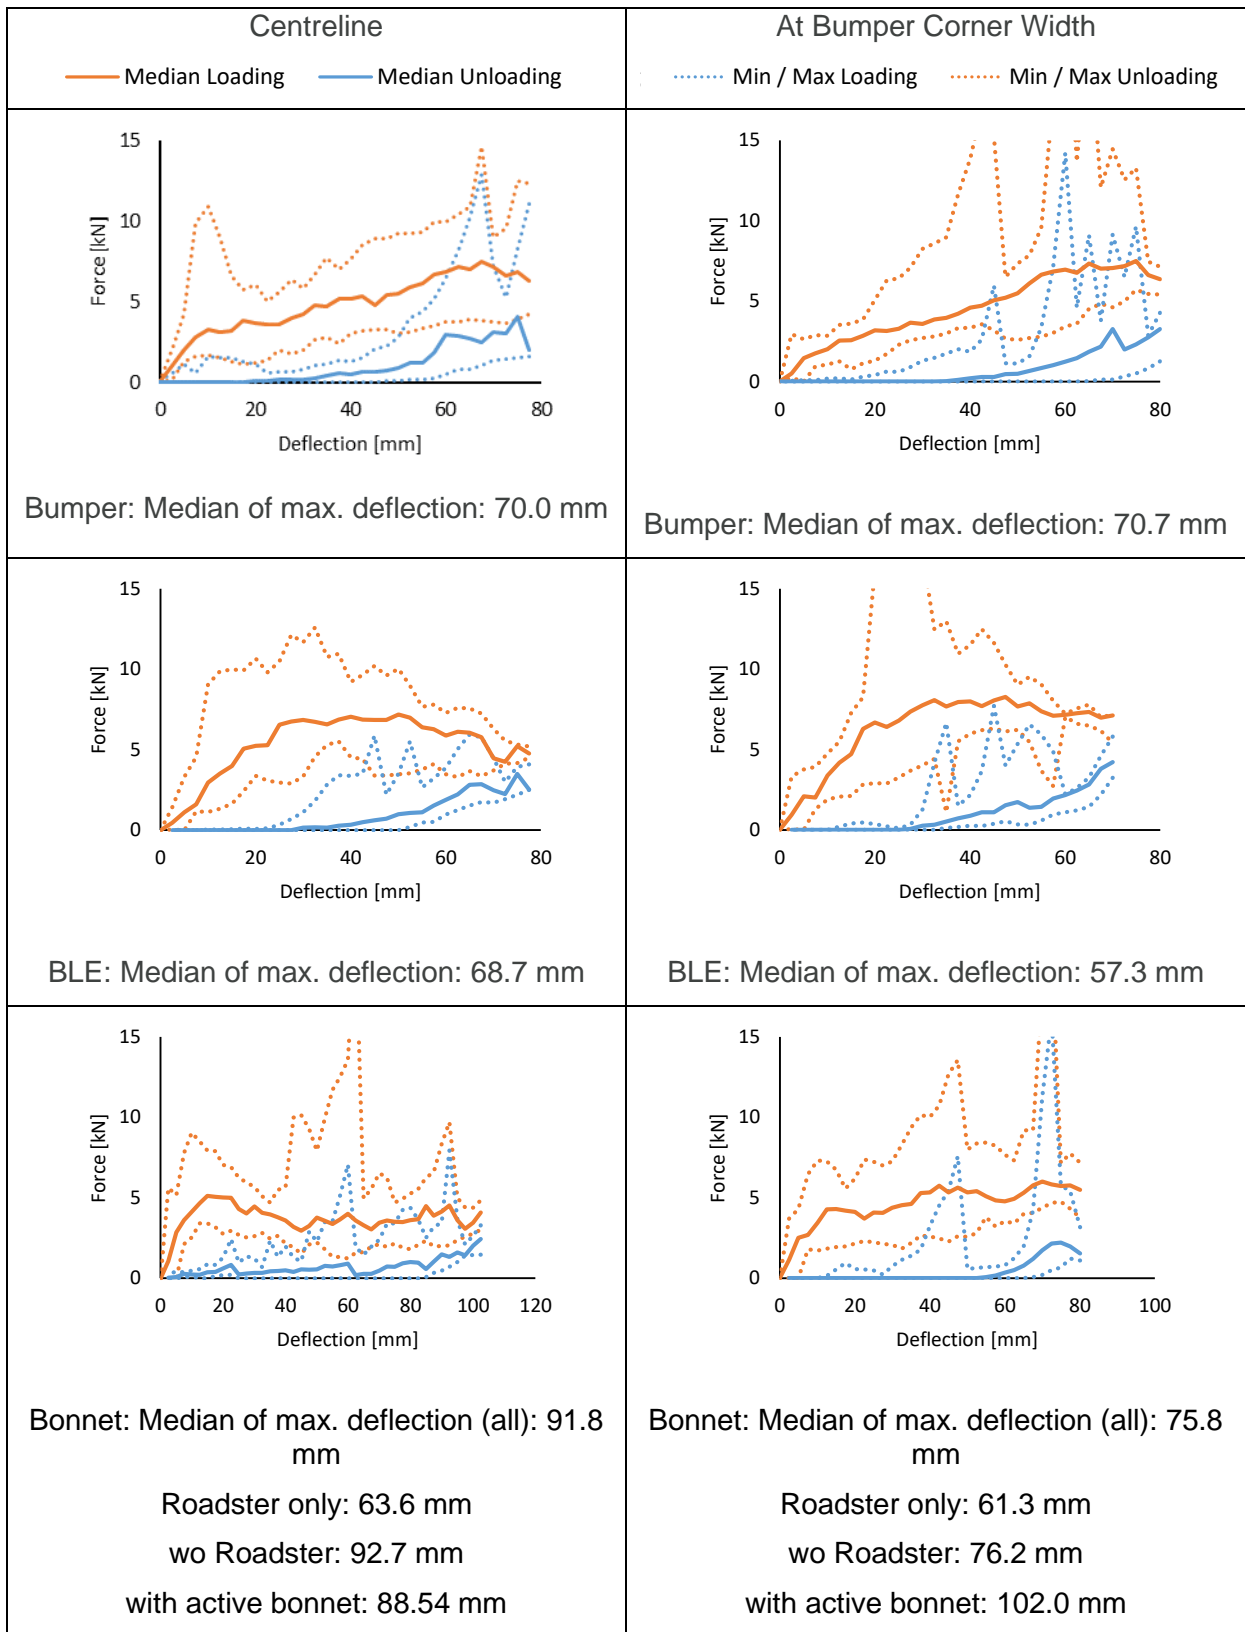 Centreline
Median Loading Median Unloading
At Bumper Corner Width
Min / Max Loading Min / Max Unloading
15
10
5
0
Force [kN]
0 20 40 60 80
Deflection [mm]
Bumper: Median of max. deflection: 70.0 mm
15
10
5
0
Force [kN]
0 20 40 60 80
Deflection [mm]
Bumper: Median of max. deflection: 70.7 mm
15
10
5
0
Force [kN]
0 20 40 60 80
Deflection [mm]
BLE: Median of max. deflection: 68.7 mm
15
10
5
0
Force [kN]
0 20 40 60 80
Deflection [mm]
BLE: Median of max. deflection: 57.3 mm
15
10
5
0
Force [kN]
0 20 40 60 80 100 120
Deflection [mm]
Bonnet: Median of max. deflection (all): 91.8
mm
Roadster only: 63.6 mm
wo Roadster: 92.7 mm
with active bonnet: 88.54 mm
15
10
5
0
Force [kN]
0 20 40 60 80 100
Deflection [mm]
Bonnet: Median of max. deflection (all): 75.8
mm
Roadster only: 61.3 mm
wo Roadster: 76.2 mm
with active bonnet: 102.0 mm